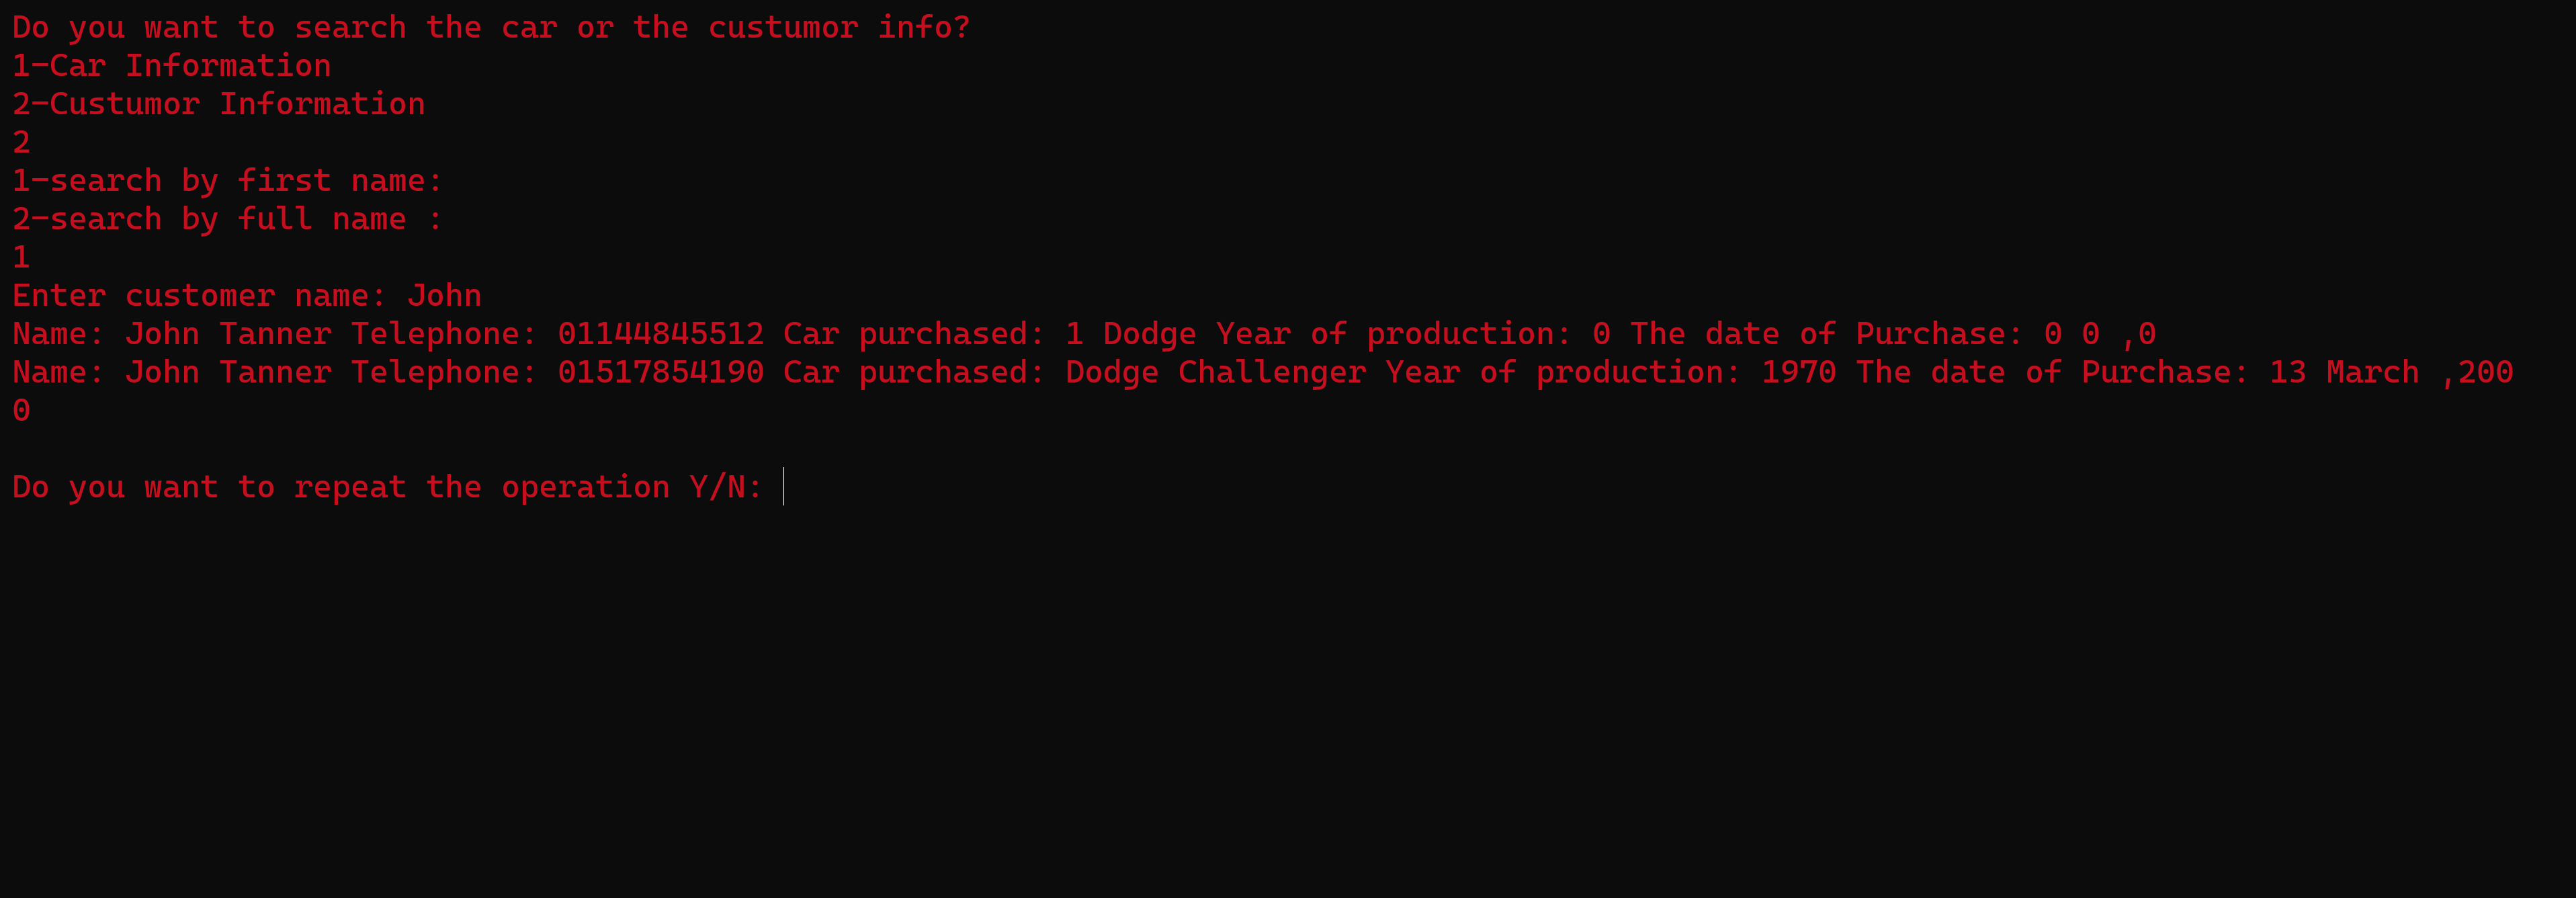 Do you want to search the car or the custumor info?
1-Car Information
2-Custumor Information
2
1-search by first name:
2-search by full name :
1
Enter customer name: John
Name: John Tanner Telephone: 01144845512 Car purchased: 1 Dodge Year of production: 0 The date of Purchase: 0 0 ,0
Name: John Tanner Telephone: 01517854190 Car purchased: Dodge Challenger Year of production: 1970 The date of Purchase: 13 March ,200
0
Do you want to repeat the operation Y/N: